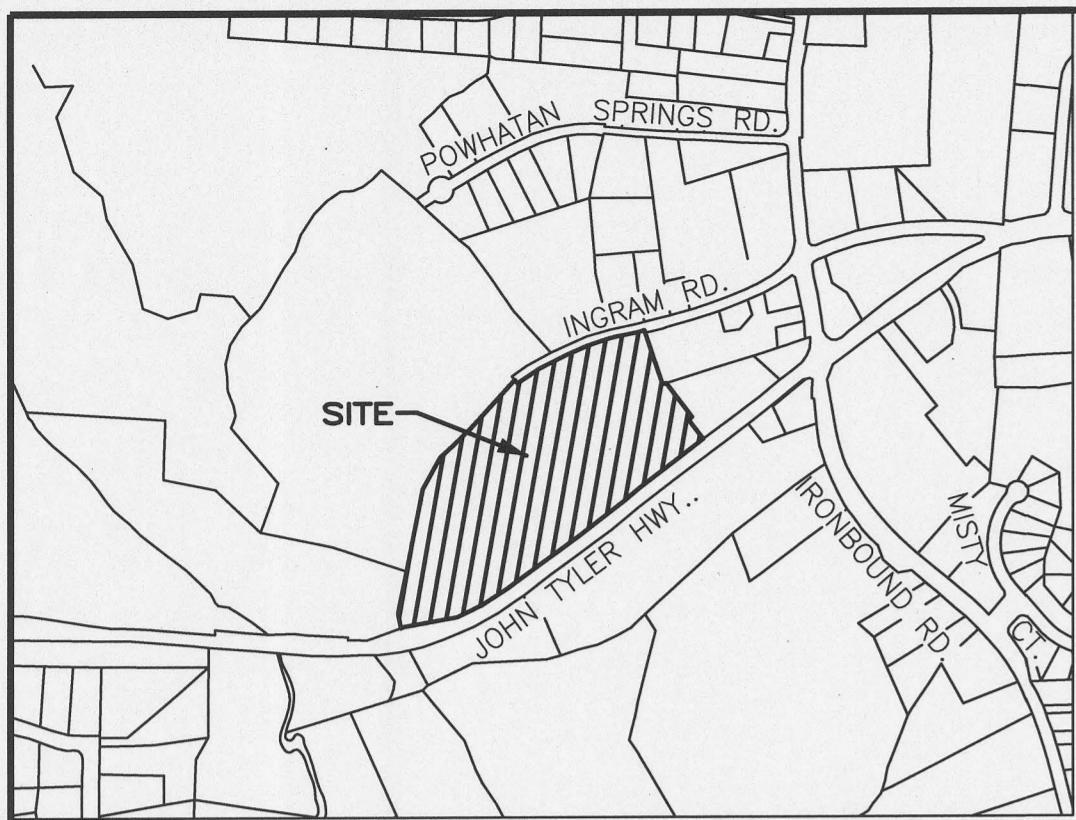 POWHATAN SPRINGS RD.
INGRAM RD.
SITE
JOHN TYLER HWY..
IRONBOUND RD.
MISTY CT.